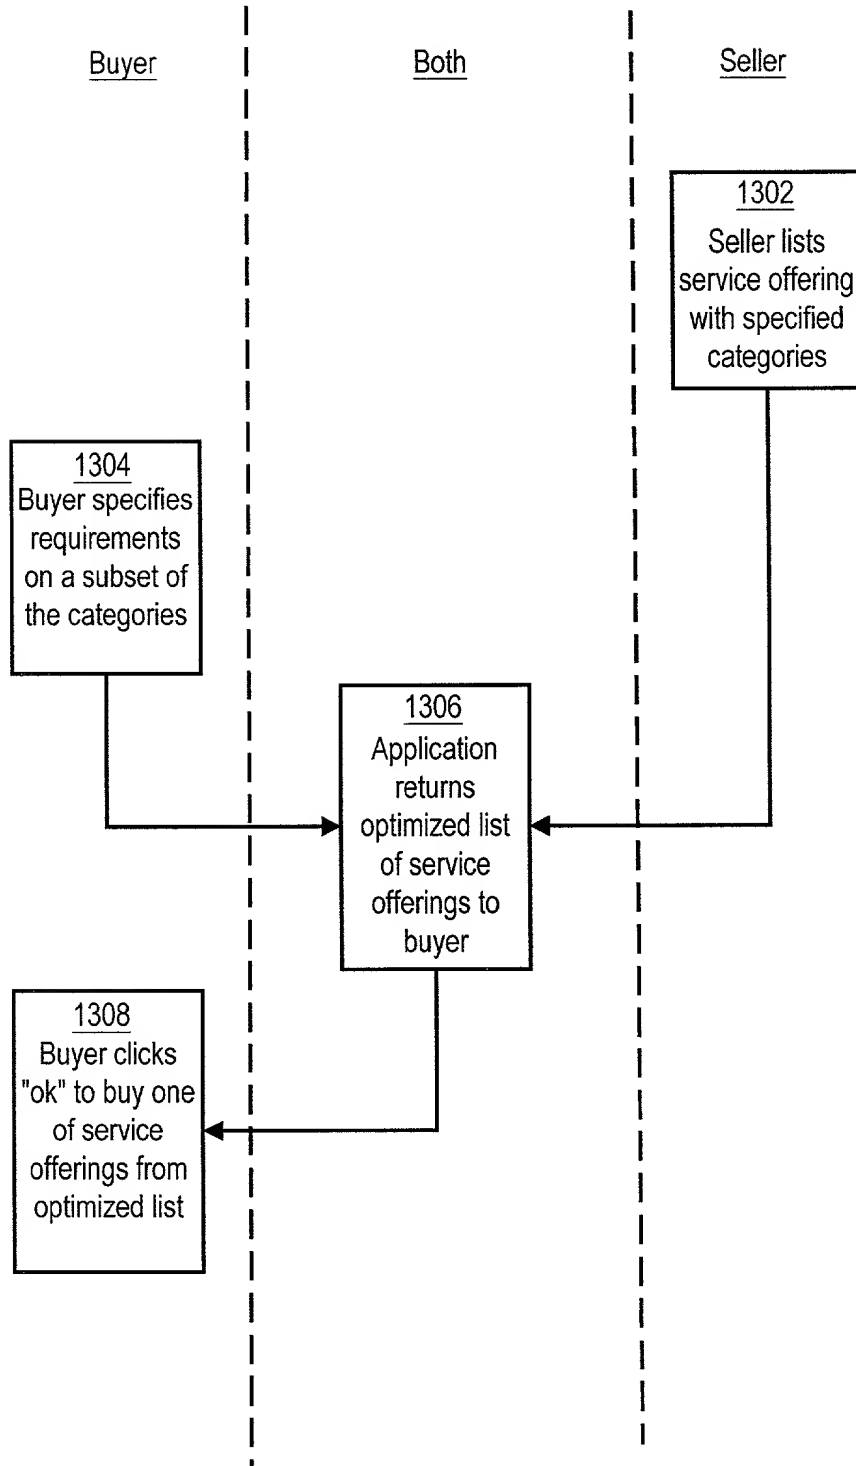 Buyer
Both
Seller
1302
Seller lists
service offering
with specified
categories
1304
Buyer specifies
requirements
on a subset of
the categories
1306
Application
returns
optimized list
of service
offerings to
buyer
1308
Buyer clicks
"ok" to buy one
of service
offerings from
optimized list